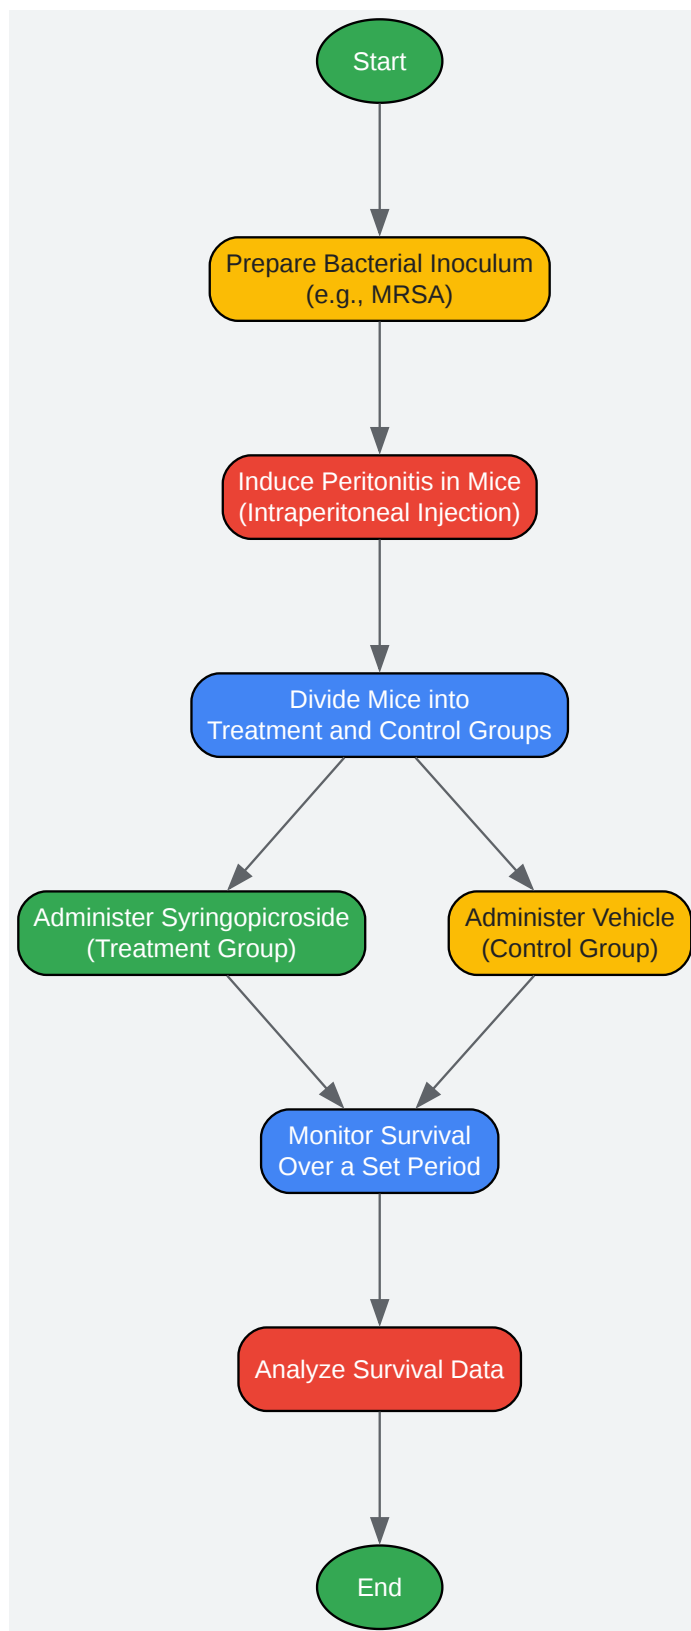 Start
Prepare Bacterial Inoculum
(e.g., MRSA)
Induce Peritonitis in Mice
(Intraperitoneal Injection)
Divide Mice into
Treatment and Control Groups
Administer Syringopicroside
(Treatment Group)
Administer Vehicle
(Control Group)
Monitor Survival
Over a Set Period
Analyze Survival Data
End